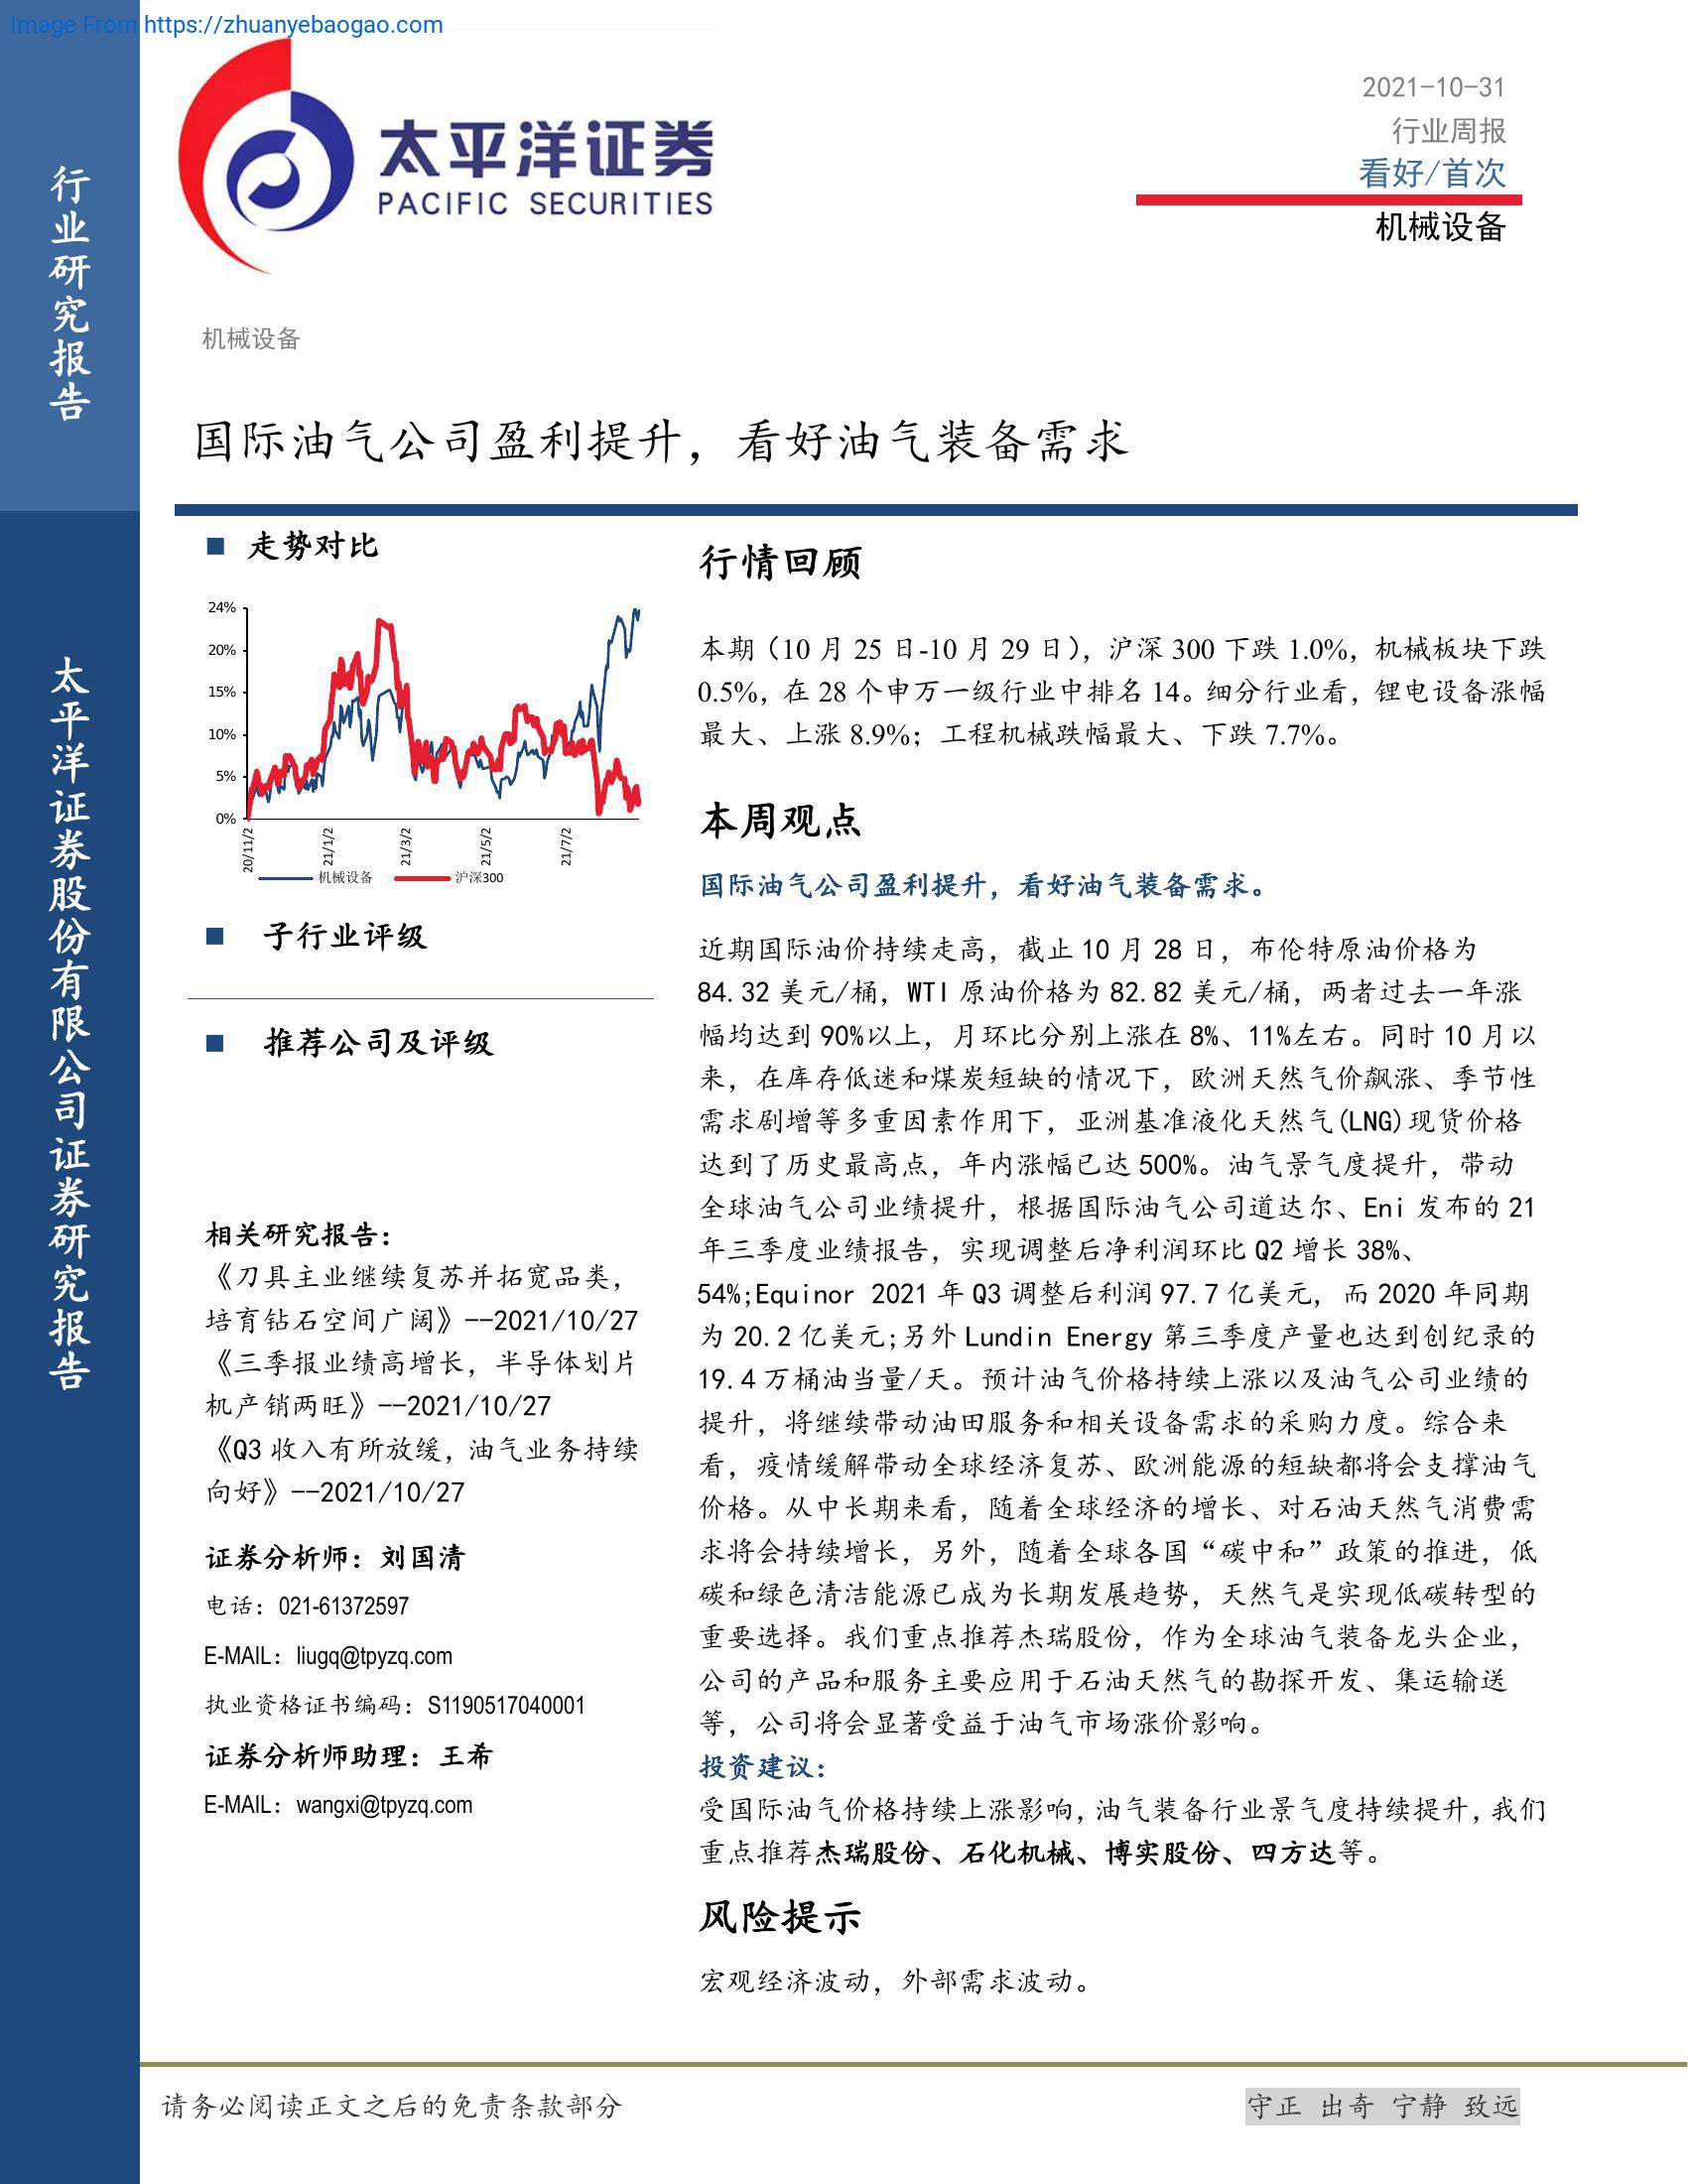 Image From https://zhuanyebaogao.com
行业研究报告
太平洋证券股份有限公司证券研究报告
太平洋证券
PACIFIC SECURITIES
2021-10-31
行业周报
看好/首次
机械设备
机械设备
国际油气公司盈利提升，看好油气装备需求
走势对比
24%
20%
15%
10%
5%
0%
20/11/2
21/1/2
21/3/2
21/5/2
21/7/2
机械设备
沪深300
子行业评级
推荐公司及评级
相关研究报告：
《刀具主业继续复苏并拓宽品类，
培育钻石空间广阔》--2021/10/27
《三季报业绩高增长，半导体划片
机产销两旺》--2021/10/27
《Q3 收入有所放缓，油气业务持续
向好》--2021/10/27
证券分析师：刘国清
电话：021-61372597
E-MAIL：liugq@tpyzq.com
执业资格证书编码：S1190517040001
证券分析师助理：王希
E-MAIL：wangxi@tpyzq.com
行情回顾
本期（10 月 25 日-10 月 29 日），沪深 300 下跌 1.0%，机械板块下跌
0.5%，在 28 个申万一级行业中排名 14。细分行业看，锂电设备涨幅
最大、上涨 8.9%；工程机械跌幅最大、下跌 7.7%。
本周观点
国际油气公司盈利提升，看好油气装备需求。
近期国际油价持续走高，截止 10 月 28 日，布伦特原油价格为
84.32 美元/桶，WTI 原油价格为 82.82 美元/桶，两者过去一年涨
幅均达到 90%以上，月环比分别上涨在 8%、11%左右。同时 10 月以
来，在库存低迷和煤炭短缺的情况下，欧洲天然气价飙涨、季节性
需求剧增等多重因素作用下，亚洲基准液化天然气(LNG)现货价格
达到了历史最高点，年内涨幅已达 500%。油气景气度提升，带动
全球油气公司业绩提升，根据国际油气公司道达尔、Eni 发布的 21
年三季度业绩报告，实现调整后净利润环比 Q2 增长 38%、
54%;Equinor 2021 年 Q3 调整后利润 97.7 亿美元, 而 2020 年同期
为 20.2 亿美元;另外 Lundin Energy 第三季度产量也达到创纪录的
19.4 万桶油当量/天。预计油气价格持续上涨以及油气公司业绩的
提升，将继续带动油田服务和相关设备需求的采购力度。综合来
看，疫情缓解带动全球经济复苏、欧洲能源的短缺都将会支撑油气
价格。从中长期来看，随着全球经济的增长、对石油天然气消费需
求将会持续增长，另外，随着全球各国“碳中和”政策的推进，低
碳和绿色清洁能源已成为长期发展趋势，天然气是实现低碳转型的
重要选择。我们重点推荐杰瑞股份，作为全球油气装备龙头企业，
公司的产品和服务主要应用于石油天然气的勘探开发、集运输送
等，公司将会显著受益于油气市场涨价影响。
投资建议：
受国际油气价格持续上涨影响，油气装备行业景气度持续提升，我们
重点推荐杰瑞股份、石化机械、博实股份、四方达等。
风险提示
宏观经济波动，外部需求波动。
请务必阅读正文之后的免责条款部分
守正 出奇 宁静 致远